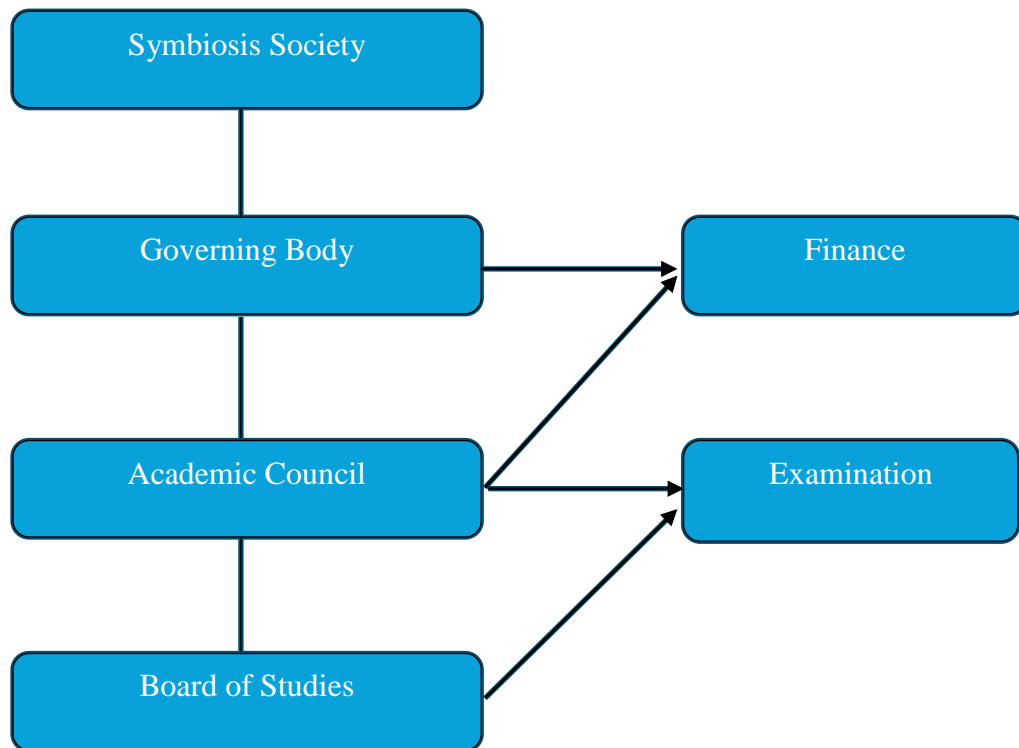 Symbiosis Society
Governing Body
Finance
Academic Council
Examination
Board of Studies